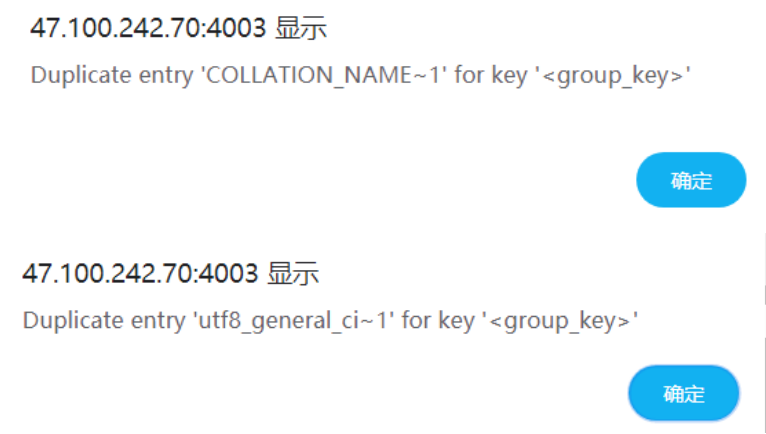 47.100.242.70:4003 显示
Duplicate entry 'COLLATION_NAME~1' for key '<group_key>'
确定
47.100.242.70:4003 显示
Duplicate entry 'utf8_general_ci~1' for key '<group_key>'
确定